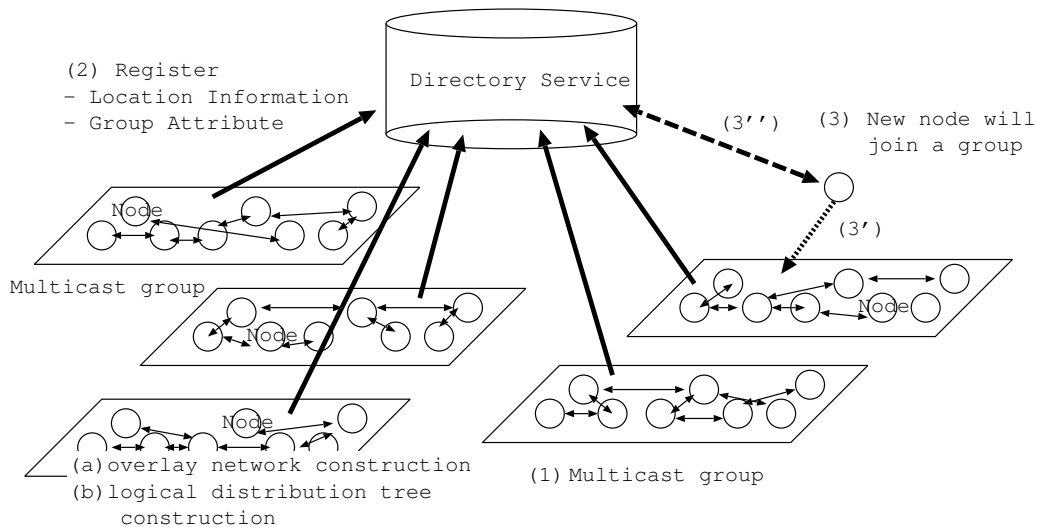 Directory Service
(2) Register
– Location Information
– Group Attribute
(3'')
(3) New node will
join a group
Node
(3')
Multicast group
Node
Node
Node
(a)overlay network construction
(b)logical distribution tree
construction
(1)Multicast group